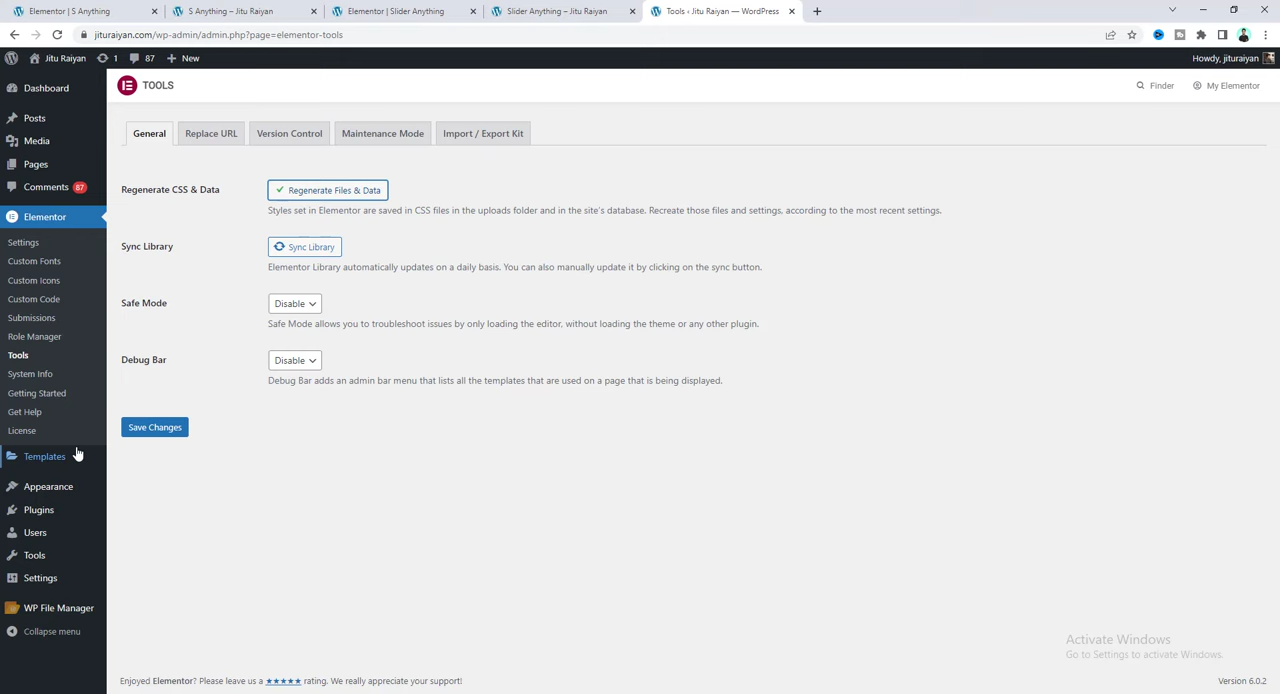 Elementor | S Anything
S Anything – Jitu Raiyan
Elementor | Slider Anything
Slider Anything – Jitu Raiyan
Tools ‹ Jitu Raiyan — WordPress
jituraiyan.com/wp-admin/admin.php?page=elementor-tools
Jitu Raiyan
1
87
New
Howdy, jituraiyan
Dashboard
Posts
Media
Pages
Comments 87
Elementor
Settings
Custom Fonts
Custom Icons
Custom Code
Submissions
Role Manager
Tools
System Info
Getting Started
Get Help
License
Templates
Appearance
Plugins
Users
Tools
Settings
WP File Manager
Collapse menu
TOOLS
Finder
My Elementor
General
Replace URL
Version Control
Maintenance Mode
Import / Export Kit
Regenerate CSS & Data
Regenerate Files & Data
Styles set in Elementor are saved in CSS files in the uploads folder and in the site's database. Recreate those files and settings, according to the most recent settings.
Sync Library
Sync Library
Elementor Library automatically updates on a daily basis. You can also manually update it by clicking on the sync button.
Safe Mode
Disable
Safe Mode allows you to troubleshoot issues by only loading the editor, without loading the theme or any other plugin.
Debug Bar
Disable
Debug Bar adds an admin bar menu that lists all the templates that are used on a page that is being displayed.
Save Changes
Activate Windows
Go to Settings to activate Windows.
Enjoyed Elementor? Please leave us a ★★★★★ rating. We really appreciate your support!
Version 6.0.2